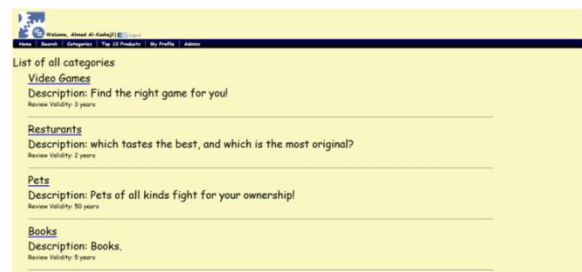 Welcome, Ahmed Al-Kashaji
Home | Search | Categories | Top 10 Products | My Profile | Admins
List of all categories
Video Games
Description: Find the right game for you!
Review Validity: 3 years
Resturants
Description: which tastes the best, and which is the most original?
Review Validity: 2 years
Pets
Description: Pets of all kinds fight for your ownership!
Review Validity: 50 years
Books
Description: Books.
Review Validity: 5 years